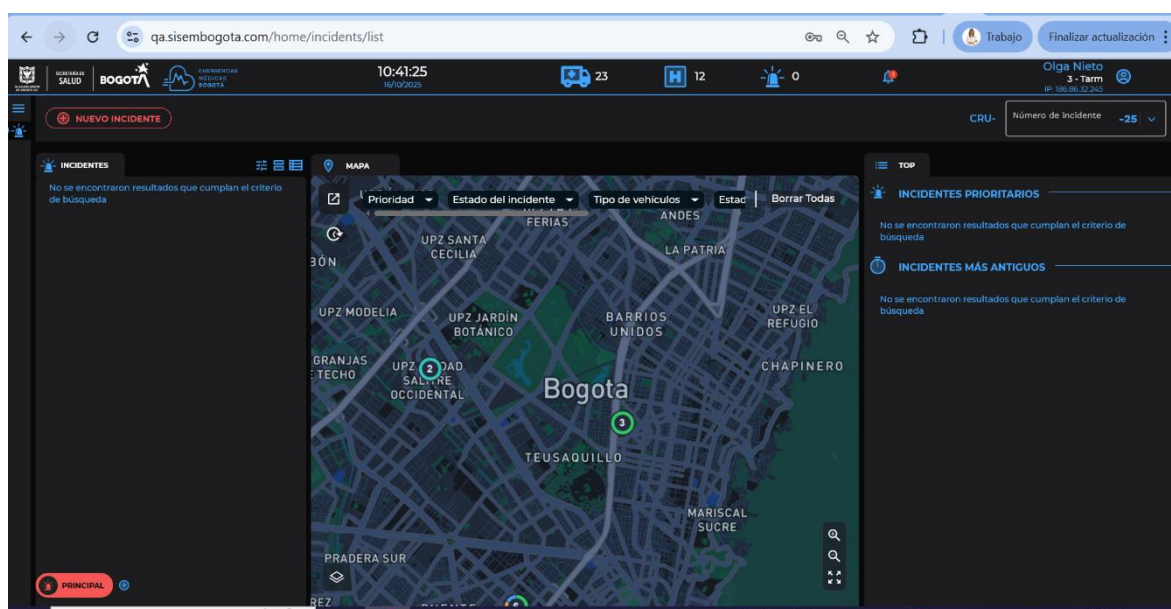 qa.sisembogota.com/home/incidents/list
Trabajo
Finalizar actualización
SECRETARÍA DE
SALUD
BOGOTÁ
EMERGENCIAS
MÉDICAS
BOGOTÁ
10:41:25
16/10/2025
23
12
0
Olga Nieto
3 - Tarm
IP: 186.86.32.245
NUEVO INCIDENTE
CRU-
Número de incidente
-25
INCIDENTES
No se encontraron resultados que cumplan el criterio
de búsqueda
PRINCIPAL
MAPA
Prioridad
Estado del incidente
Tipo de vehículos
Estad
Borrar Todas
FERIAS
ANDES
UPZ SANTA
CECILIA
LA PATRIA
BÓN
UPZ MODELIA
UPZ JARDÍN
BOTÁNICO
BARRIOS
UNIDOS
UPZ EL
REFUGIO
GRANJAS
E TECHO
2
SALITRE
OCCIDENTAL
CHAPINERO
Bogota
3
TEUSAQUILLO
MARISCAL
SUCRE
PRADERA SUR
REZ
TOP
INCIDENTES PRIORITARIOS
No se encontraron resultados que cumplan el criterio de
búsqueda
INCIDENTES MÁS ANTIGUOS
No se encontraron resultados que cumplan el criterio de
búsqueda